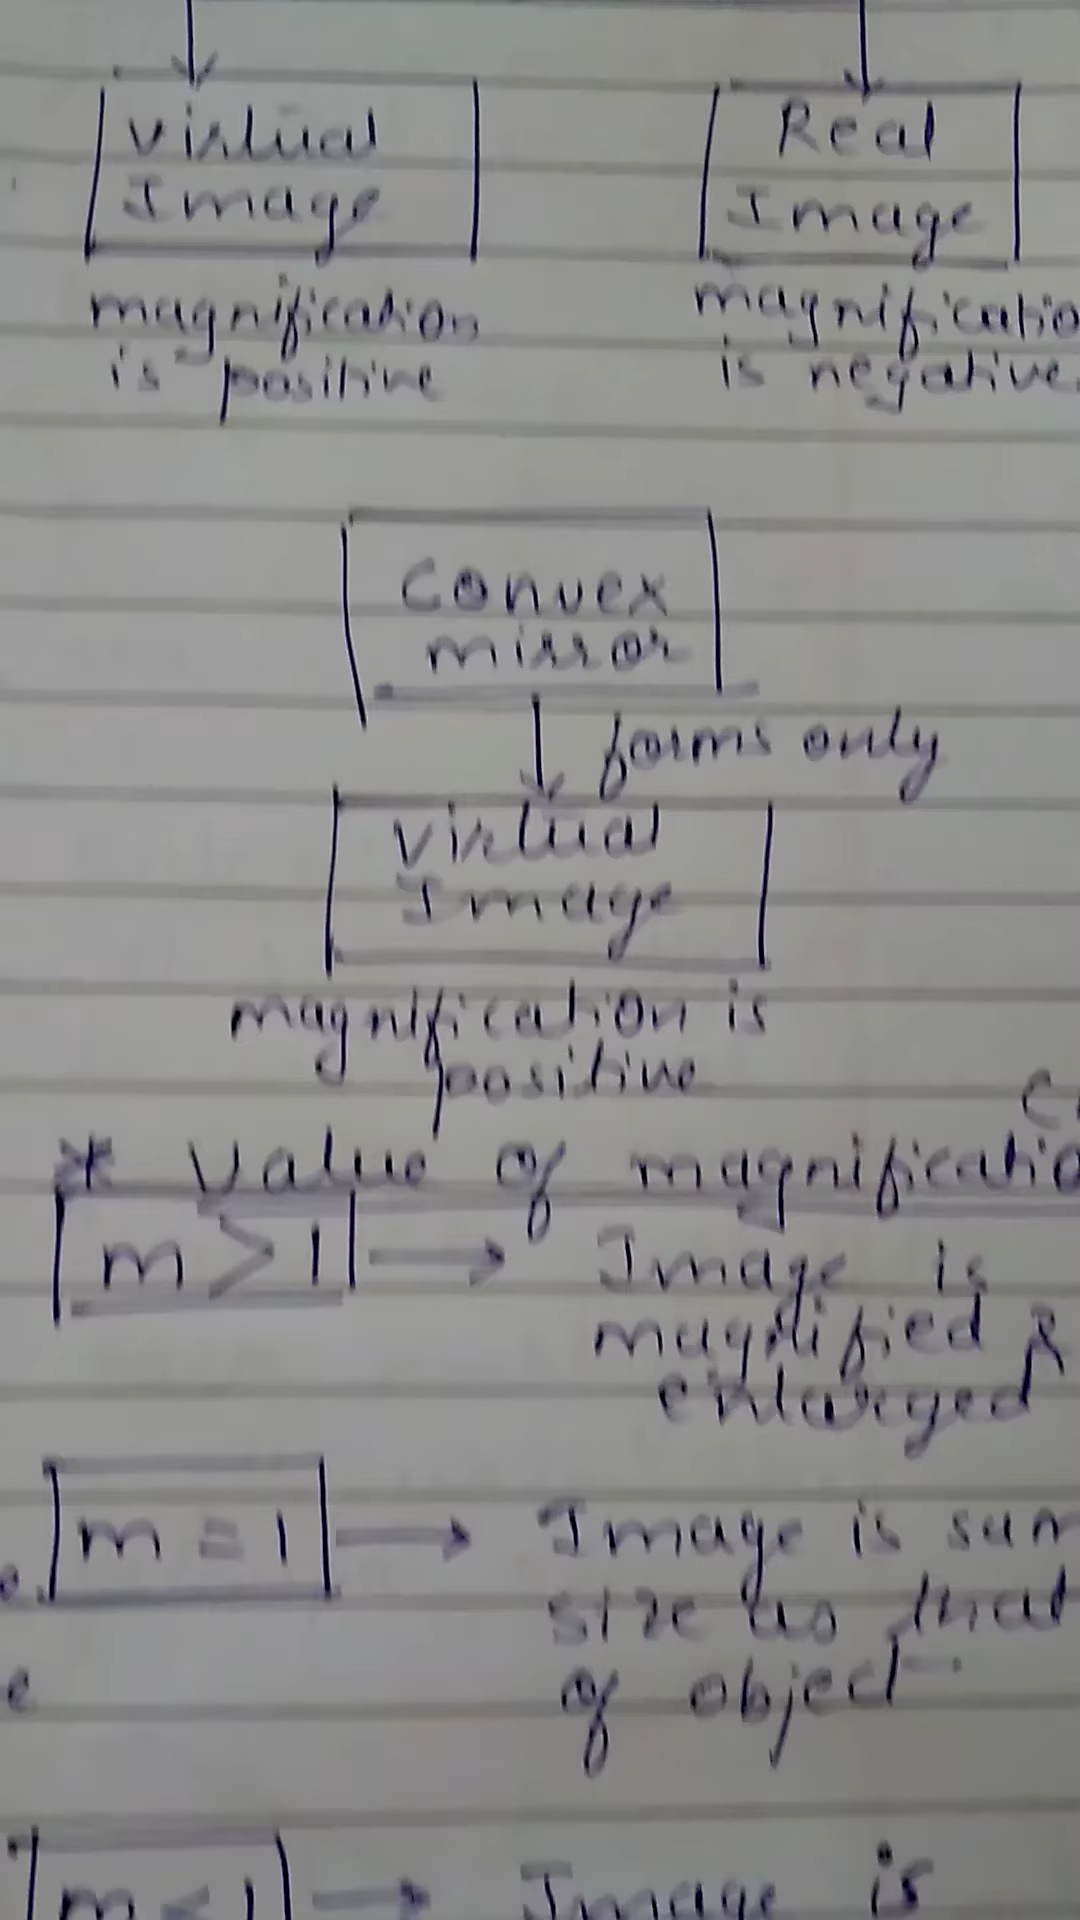 Virtual
Image
Real
Image
magnification
is positive
magnificatio
is negative
Convex
mirror
forms only
Virtual
Image
magnification is
positive
* Value of magnificatio
m > 1 → Image is
magnified &
enlarged
m = 1 → Image is sam
size as that
of object
m < 1 → Image is